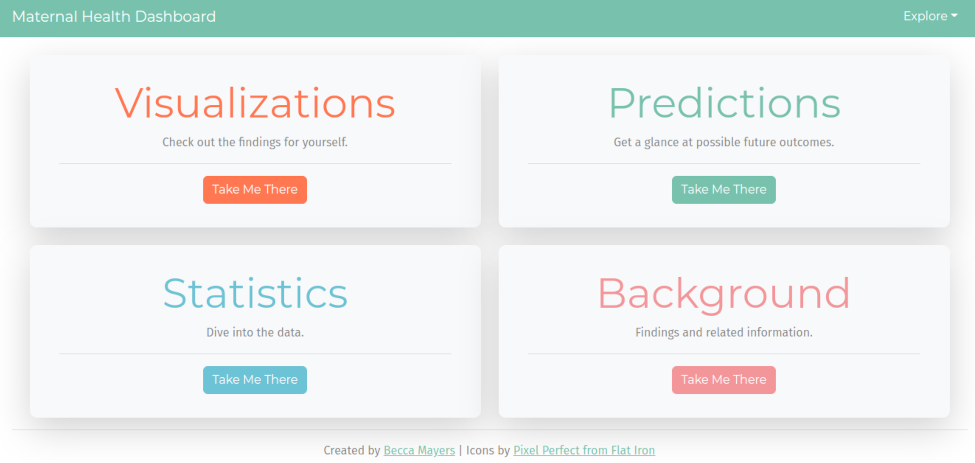 Maternal Health Dashboard
Explore
Visualizations
Check out the findings for yourself.
Take Me There
Predictions
Get a glance at possible future outcomes.
Take Me There
Statistics
Dive into the data.
Take Me There
Background
Findings and related information.
Take Me There
Created by Becca Mayers | Icons by Pixel Perfect from Flat Iron